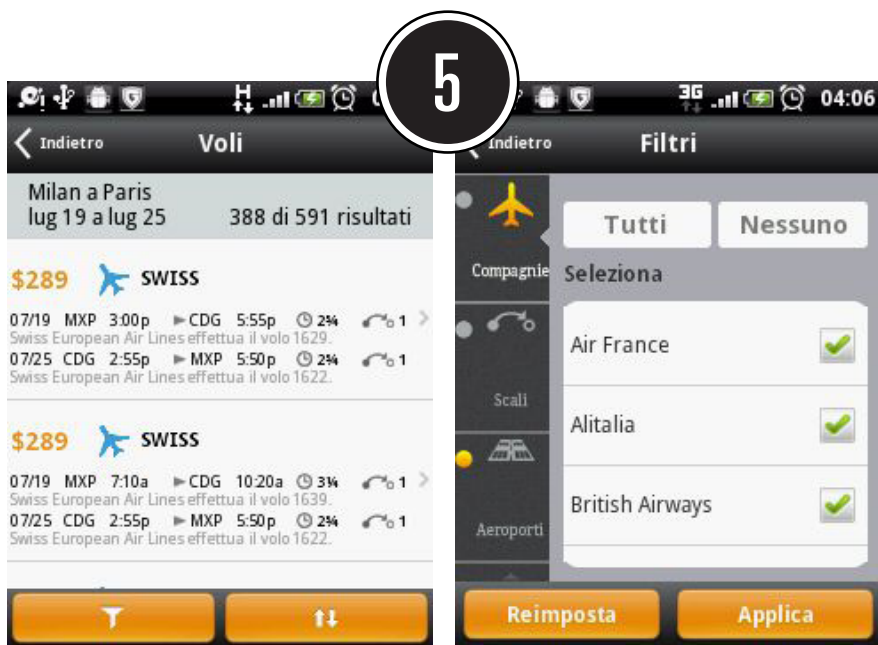 5
Indietro
Voli
Milan a Paris
lug 19 a lug 25 388 di 591 risultati
$289 SWISS
07/19 MXP 3:00p ►CDG 5:55p 2¾ 1
Swiss European Air Lines effettua il volo 1629.
07/25 CDG 2:55p ►MXP 5:50p 2¾ 1
Swiss European Air Lines effettua il volo 1622.
$289 SWISS
07/19 MXP 7:10a ►CDG 10:20a 3¼ 1
Swiss European Air Lines effettua il volo 1639.
07/25 CDG 2:55p ►MXP 5:50p 2¾ 1
Swiss European Air Lines effettua il volo 1622.
H
3G 04:06
Indietro
Filtri
Compagnie
Scali
Aeroporti
Tutti Nessuno
Seleziona
Air France
Alitalia
British Airways
Reimposta Applica